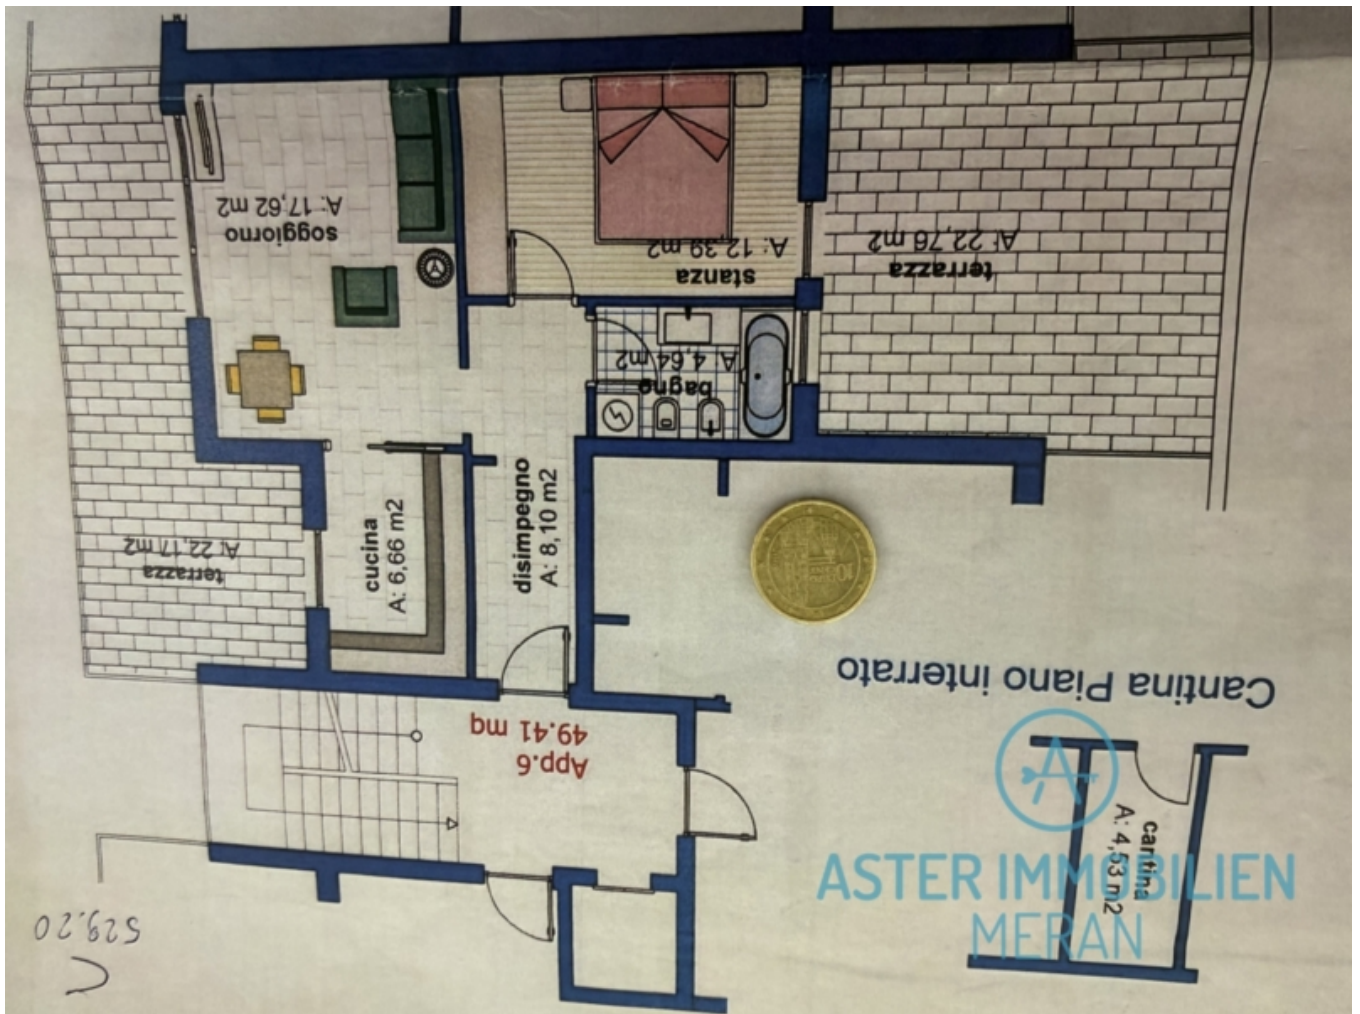 soggiorno
A: 17,62 m2
stanza
A: 12,39 m2
terrazza
A: 22,76 m2
bagno
A: 4,64 m2
terrazza
A: 22,17 m2
cucina
A: 6,66 m2
disimpegno
A: 8,10 m2
App.6
49.41 mq
Cantina Piano interrato
cantina
A: 4,53 m2
ASTER IMMOBILIEN
MERAN
529.20